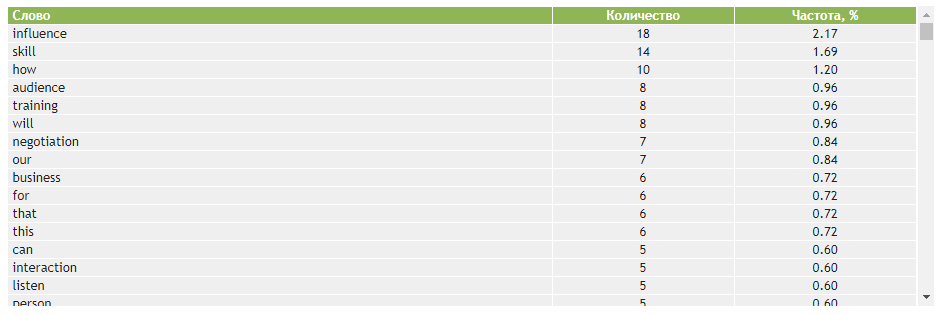 Слово Количество Частота, %
influence 18 2.17
skill 14 1.69
how 10 1.20
audience 8 0.96
training 8 0.96
will 8 0.96
negotiation 7 0.84
our 7 0.84
business 6 0.72
for 6 0.72
that 6 0.72
this 6 0.72
can 5 0.60
interaction 5 0.60
listen 5 0.60
person 5 0.60